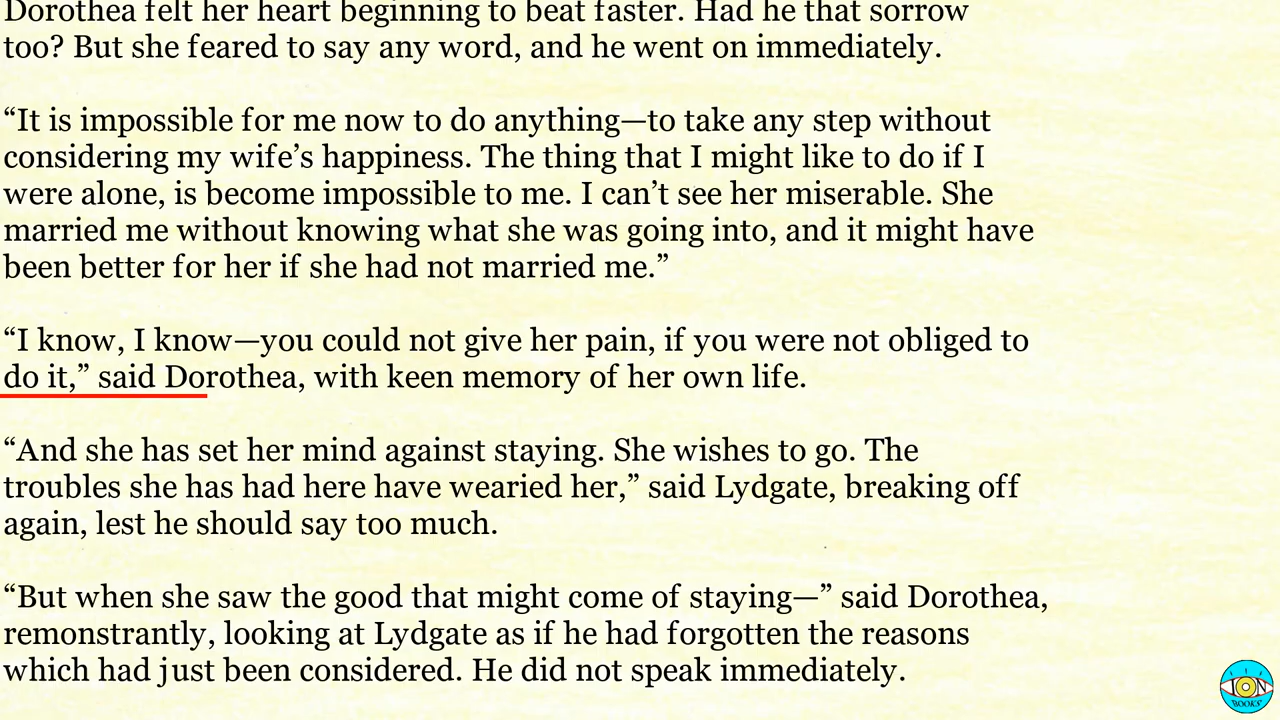 Dorothea felt her heart beginning to beat faster. Had he that sorrow
too? But she feared to say any word, and he went on immediately.
“It is impossible for me now to do anything—to take any step without
considering my wife’s happiness. The thing that I might like to do if I
were alone, is become impossible to me. I can’t see her miserable. She
married me without knowing what she was going into, and it might have
been better for her if she had not married me.”
“I know, I know—you could not give her pain, if you were not obliged to
do it,” said Dorothea, with keen memory of her own life.
“And she has set her mind against staying. She wishes to go. The
troubles she has had here have wearied her,” said Lydgate, breaking off
again, lest he should say too much.
“But when she saw the good that might come of staying—” said Dorothea,
remonstrantly, looking at Lydgate as if he had forgotten the reasons
which had just been considered. He did not speak immediately.
ION
BOOKS